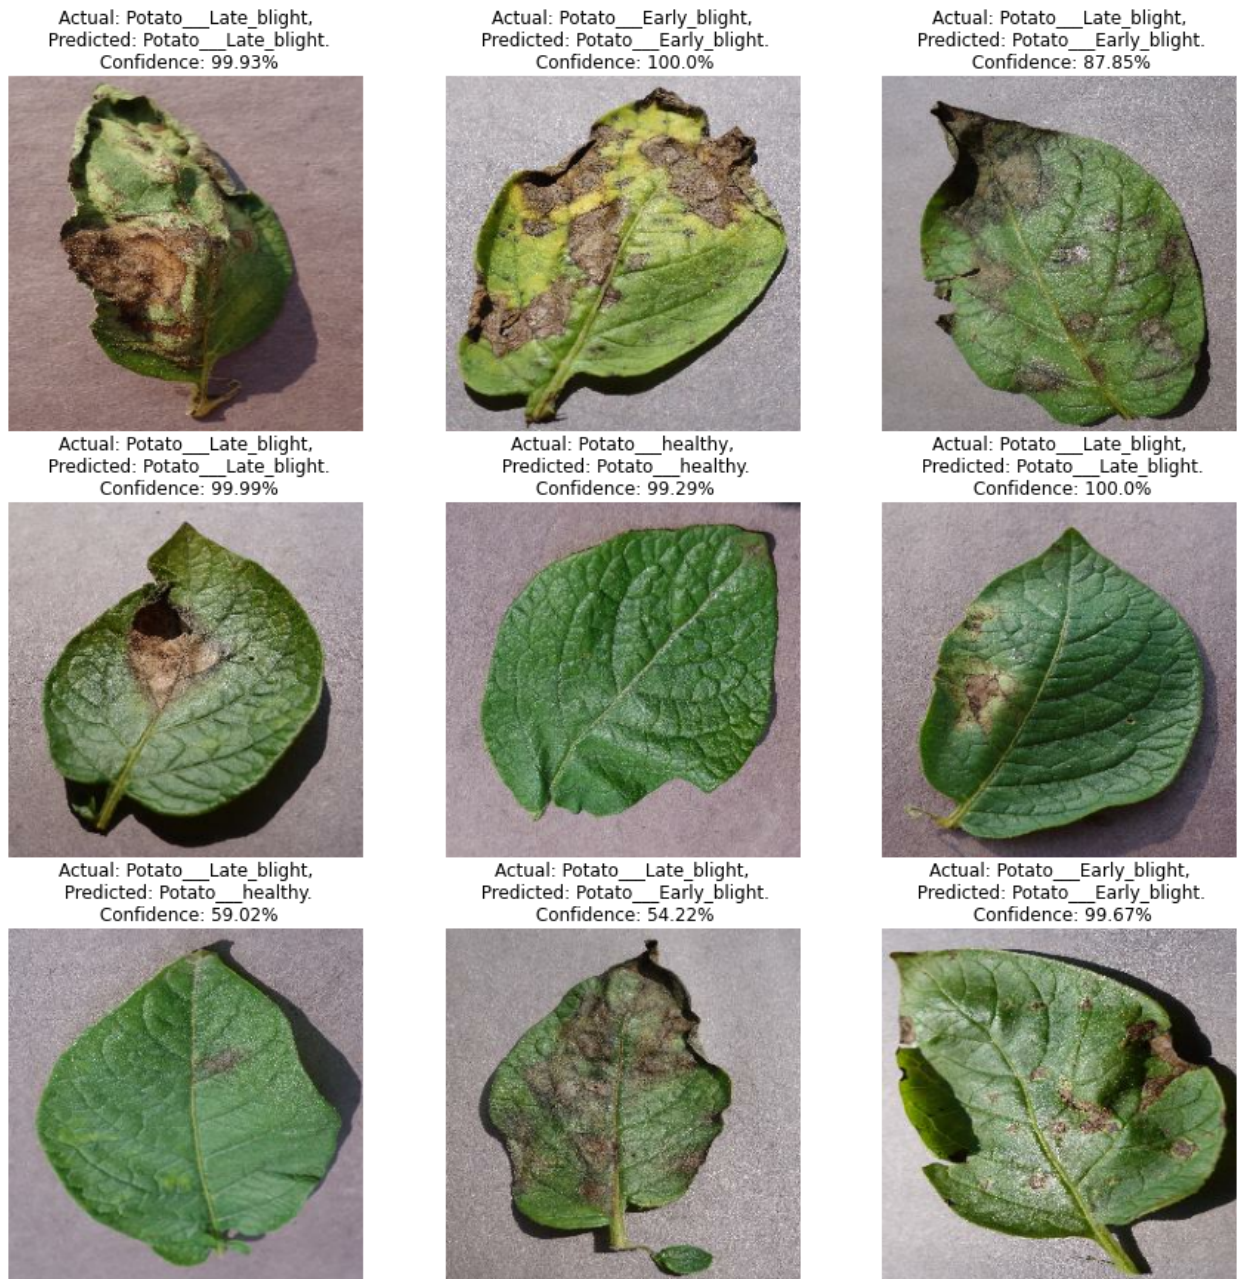 Actual: Potato___Late_blight,
Predicted: Potato___Late_blight.
Confidence: 99.93%
Actual: Potato___Early_blight,
Predicted: Potato___Early_blight.
Confidence: 100.0%
Actual: Potato___Late_blight,
Predicted: Potato___Early_blight.
Confidence: 87.85%
Actual: Potato___Late_blight,
Predicted: Potato___Late_blight.
Confidence: 99.99%
Actual: Potato___healthy,
Predicted: Potato___healthy.
Confidence: 99.29%
Actual: Potato___Late_blight,
Predicted: Potato___Late_blight.
Confidence: 100.0%
Actual: Potato___Late_blight,
Predicted: Potato___healthy.
Confidence: 59.02%
Actual: Potato___Late_blight,
Predicted: Potato___Early_blight.
Confidence: 54.22%
Actual: Potato___Early_blight,
Predicted: Potato___Early_blight.
Confidence: 99.67%